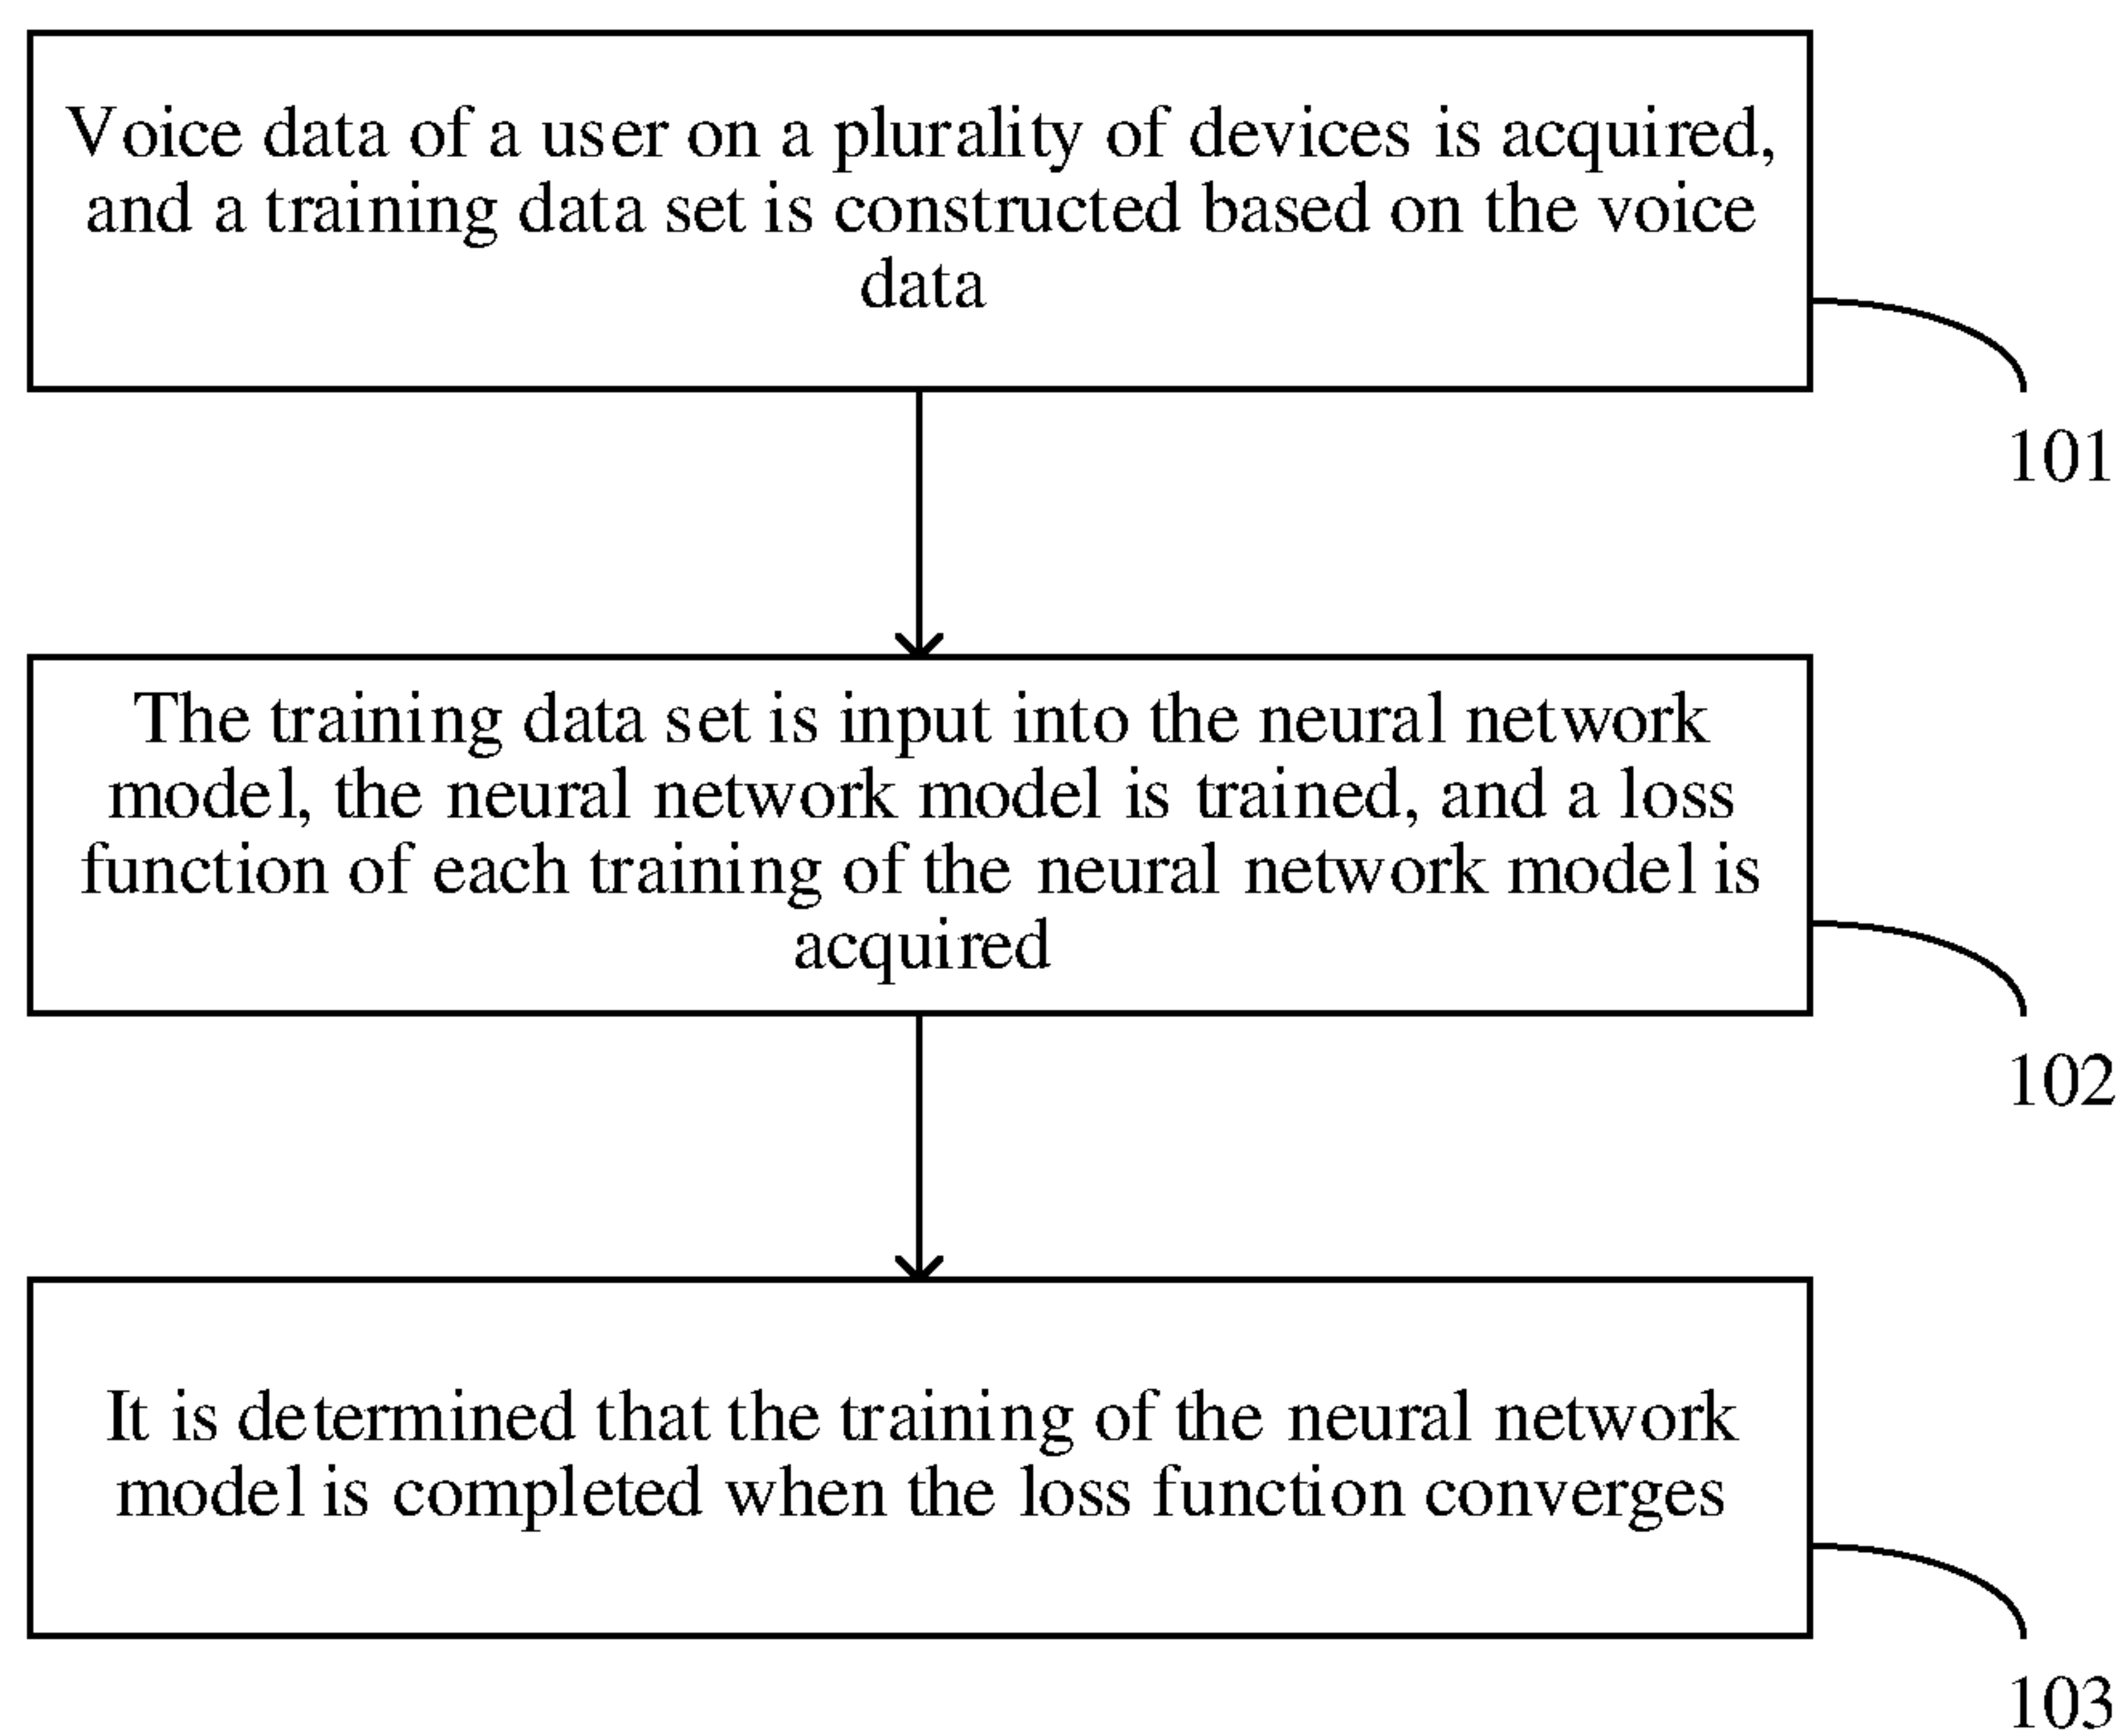 Voice data of a user on a plurality of devices is acquired,
and a training data set is constructed based on the voice
data
101
The training data set is input into the neural network
model, the neural network model is trained, and a loss
function of each training of the neural network model is
acquired
102
It is determined that the training of the neural network
model is completed when the loss function converges
103